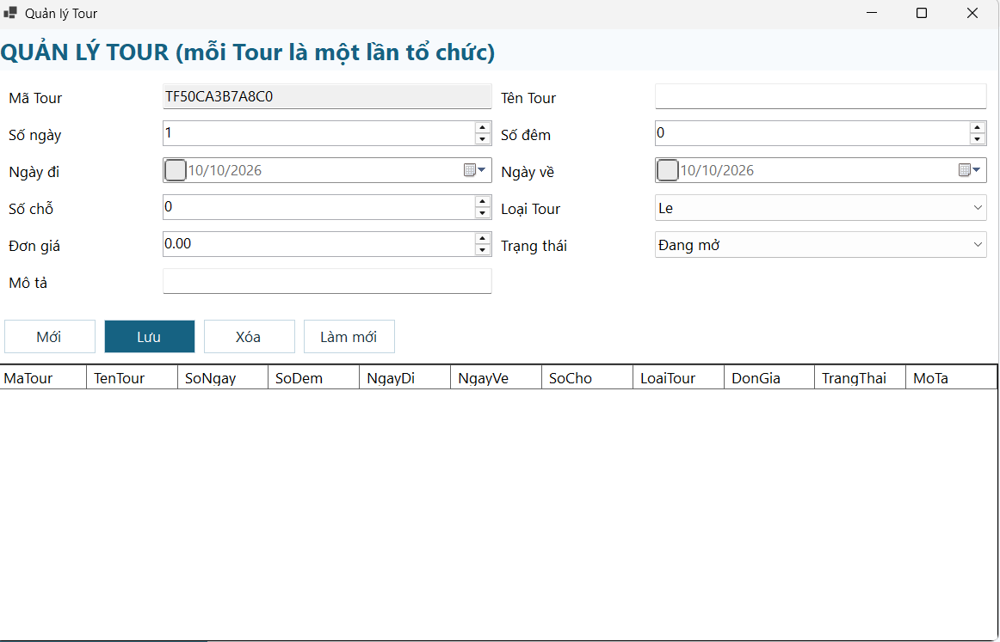 Quản lý Tour
QUẢN LÝ TOUR (mỗi Tour là một lần tổ chức)
Mã Tour TF50CA3B7A8C0 Tên Tour
Số ngày 1 Số đêm 0
Ngày đi 10/10/2026 Ngày về 10/10/2026
Số chỗ 0 Loại Tour Le
Đơn giá 0.00 Trạng thái Đang mở
Mô tả
Mới Lưu Xóa Làm mới
MaTour TenTour SoNgay SoDem NgayDi NgayVe SoCho LoaiTour DonGia TrangThai MoTa